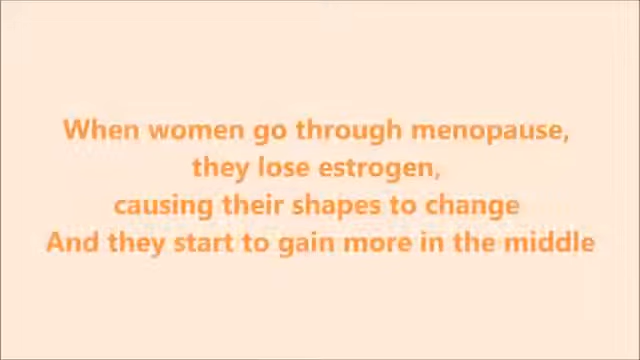 When women go through menopause,
they lose estrogen,
causing their shapes to change
And they start to gain more in the middle